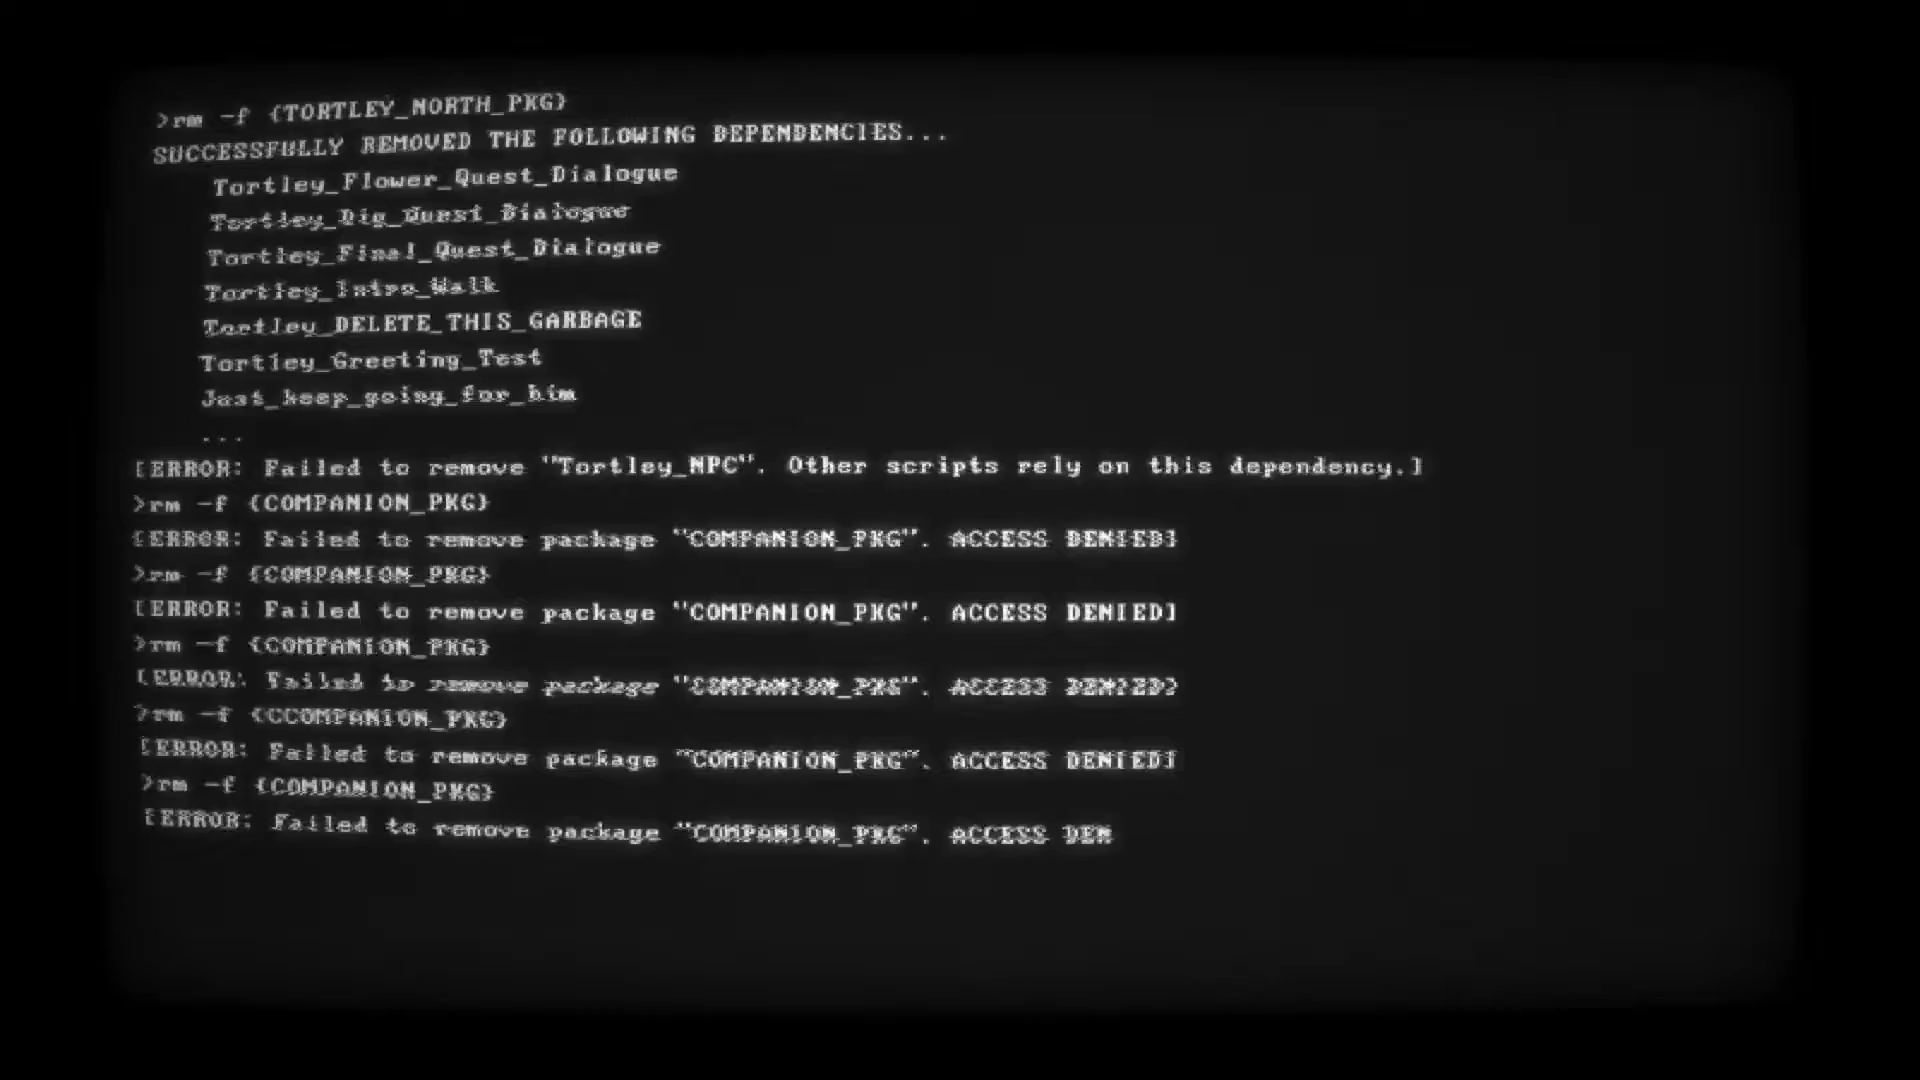 >rm -f {TORTLEY_NORTH_PKG}
SUCCESSFULLY REMOVED THE FOLLOWING DEPENDENCIES...
Tortley_Flower_Quest_Dialogue
Tortley_Dig_Quest_Dialogue
Tortley_Final_Quest_Dialogue
Tortley_Intro_Walk
Tortley_DELETE_THIS_GARBAGE
Tortley_Greeting_Test
Just_keep_going_for_him
...
[ERROR: Failed to remove "Tortley_NPC". Other scripts rely on this dependency.]
>rm -f {COMPANION_PKG}
[ERROR: Failed to remove package "COMPANION_PKG". ACCESS DENIED]
>rm -f {COMPANION_PKG}
[ERROR: Failed to remove package "COMPANION_PKG". ACCESS DENIED]
>rm -f {COMPANION_PKG}
[ERROR: Failed to remove package "COMPANION_PKG". ACCESS DENIED]
>rm -f {CCOMPANION_PKG}
[ERROR: Failed to remove package "COMPANION_PKG". ACCESS DENIED]
>rm -f {COMPANION_PKG}
[ERROR: Failed to remove package "COMPANION_PKG". ACCESS DEN